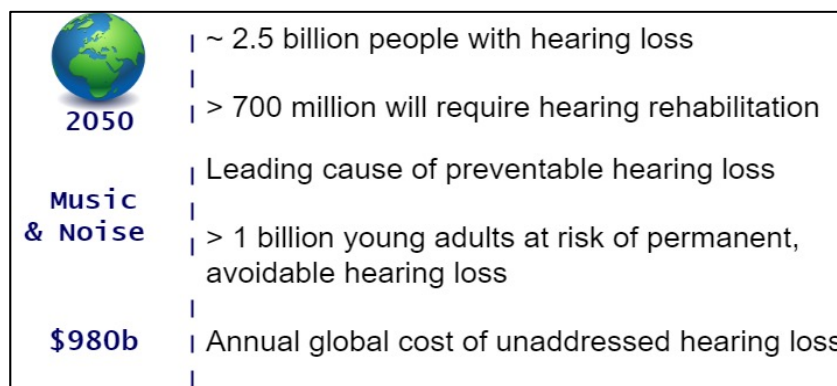 ~ 2.5 billion people with hearing loss
2050
> 700 million will require hearing rehabilitation
Leading cause of preventable hearing loss
Music
& Noise
> 1 billion young adults at risk of permanent,
avoidable hearing loss
$980b
Annual global cost of unaddressed hearing loss